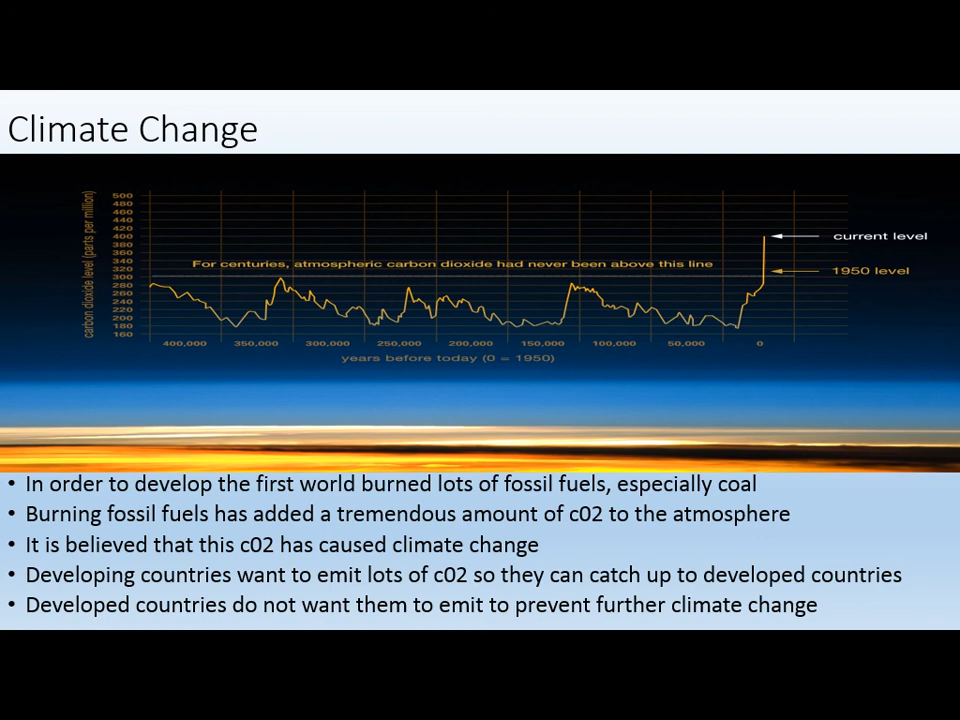 Climate Change
carbon dioxide level (parts per million)
500
480
460
440
420
400
380
360
340
320
300
280
260
240
220
200
180
160
For centuries, atmospheric carbon dioxide had never been above this line
current level
1950 level
400,000 350,000 300,000 250,000 200,000 150,000 100,000 50,000 0
years before today (0 = 1950)
• In order to develop the first world burned lots of fossil fuels, especially coal
• Burning fossil fuels has added a tremendous amount of c02 to the atmosphere
• It is believed that this c02 has caused climate change
• Developing countries want to emit lots of c02 so they can catch up to developed countries
• Developed countries do not want them to emit to prevent further climate change